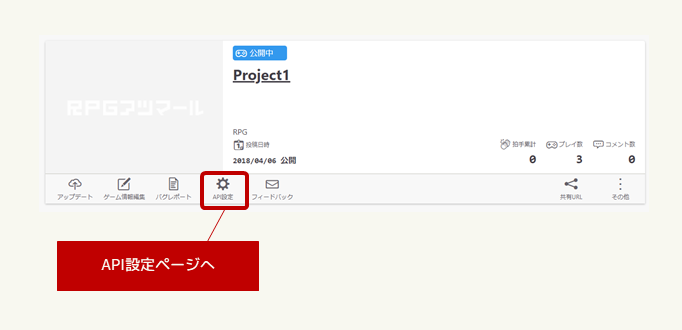 公開中
Project1
RPGアツマール
RPG
投稿日時
拍手累計
プレイ数
コメント数
2018/04/06 公開
0
3
0
アップデート
ゲーム情報編集
バグレポート
API設定
フィードバック
共有URL
その他
API設定ページへ